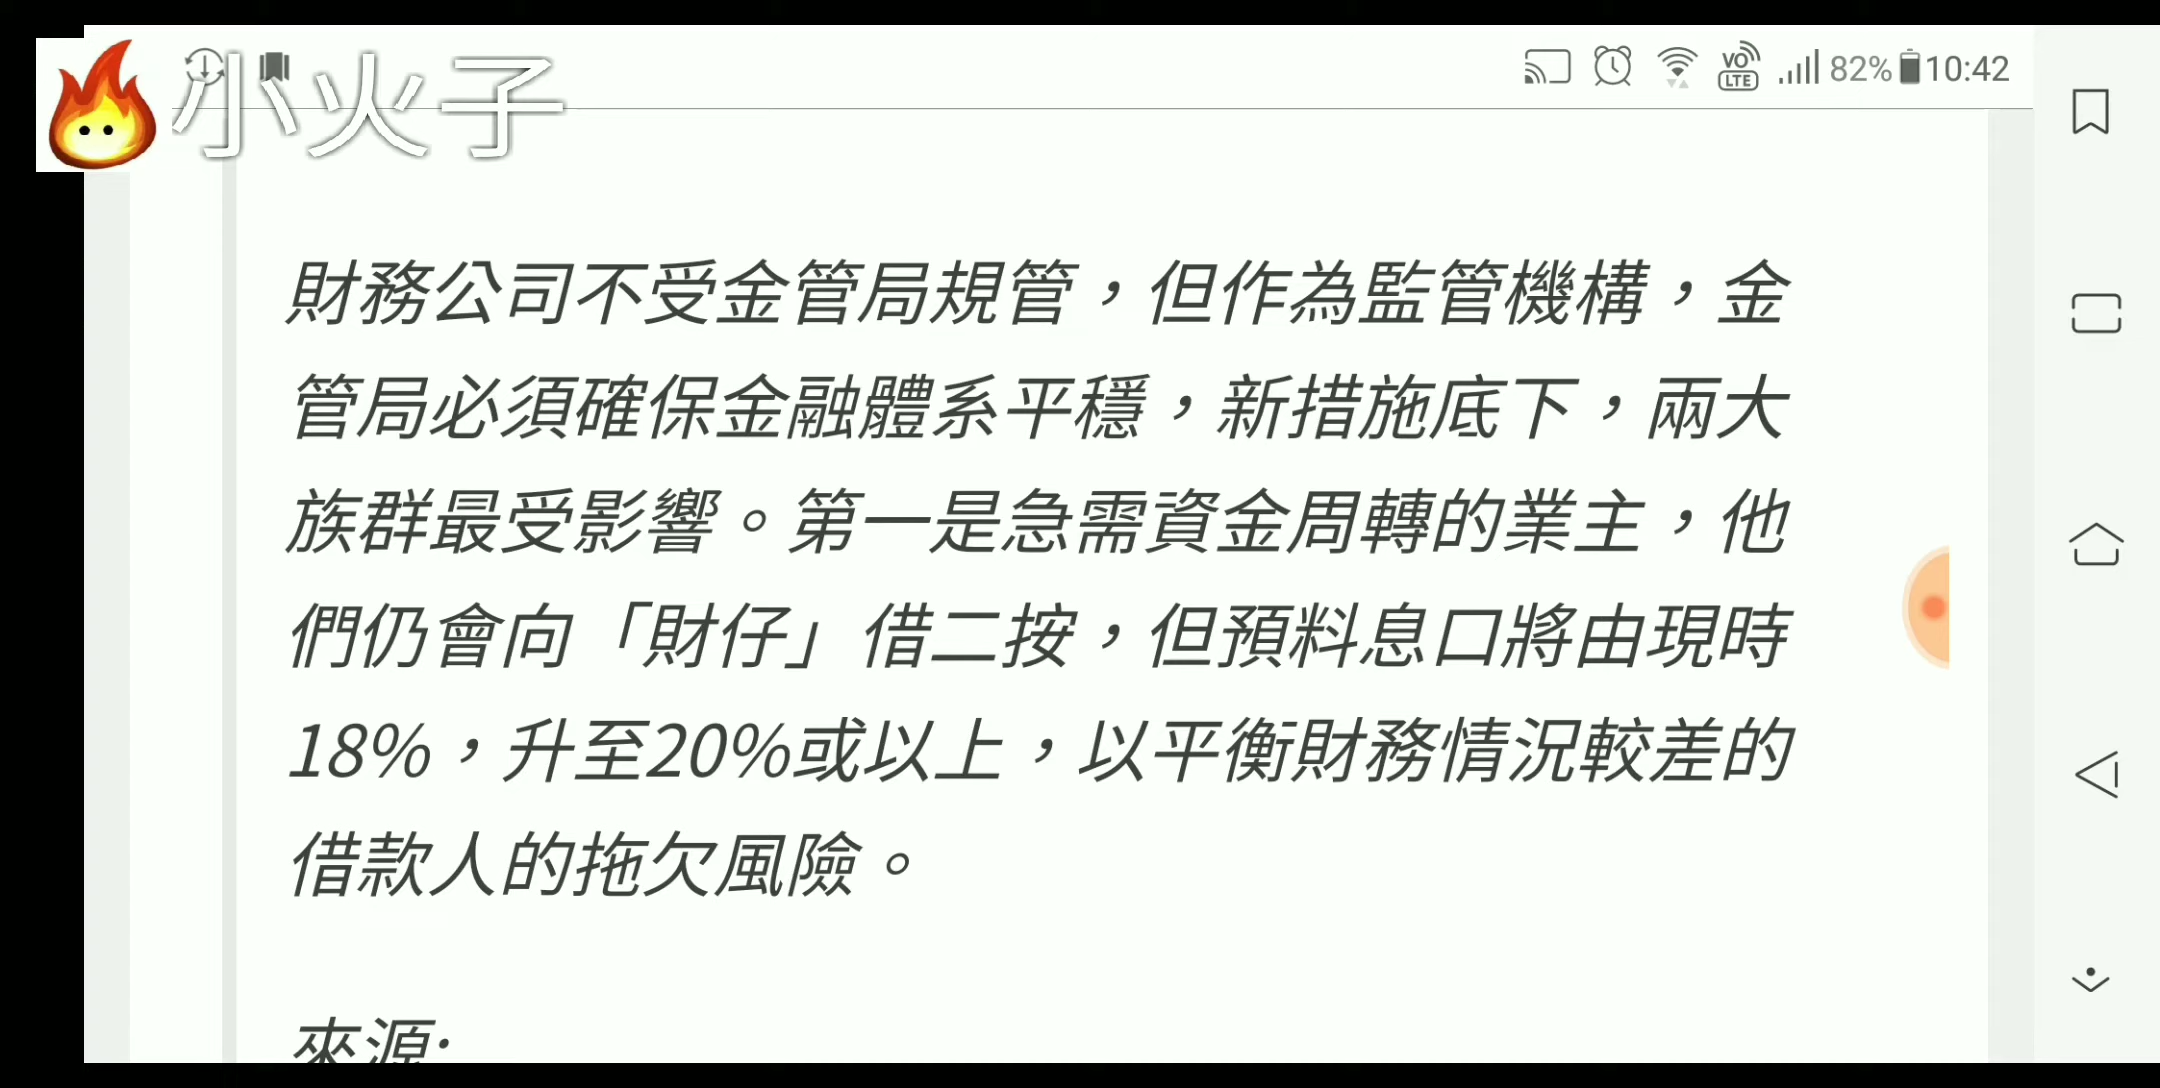 小火子
VO LTE 82% 10:42
財務公司不受金管局規管，但作為監管機構，金
管局必須確保金融體系平穩，新措施底下，兩大
族群最受影響。第一是急需資金周轉的業主，他
們仍會向「財仔」借二按，但預料息口將由現時
18%，升至20%或以上，以平衡財務情況較差的
借款人的拖欠風險。
來源: